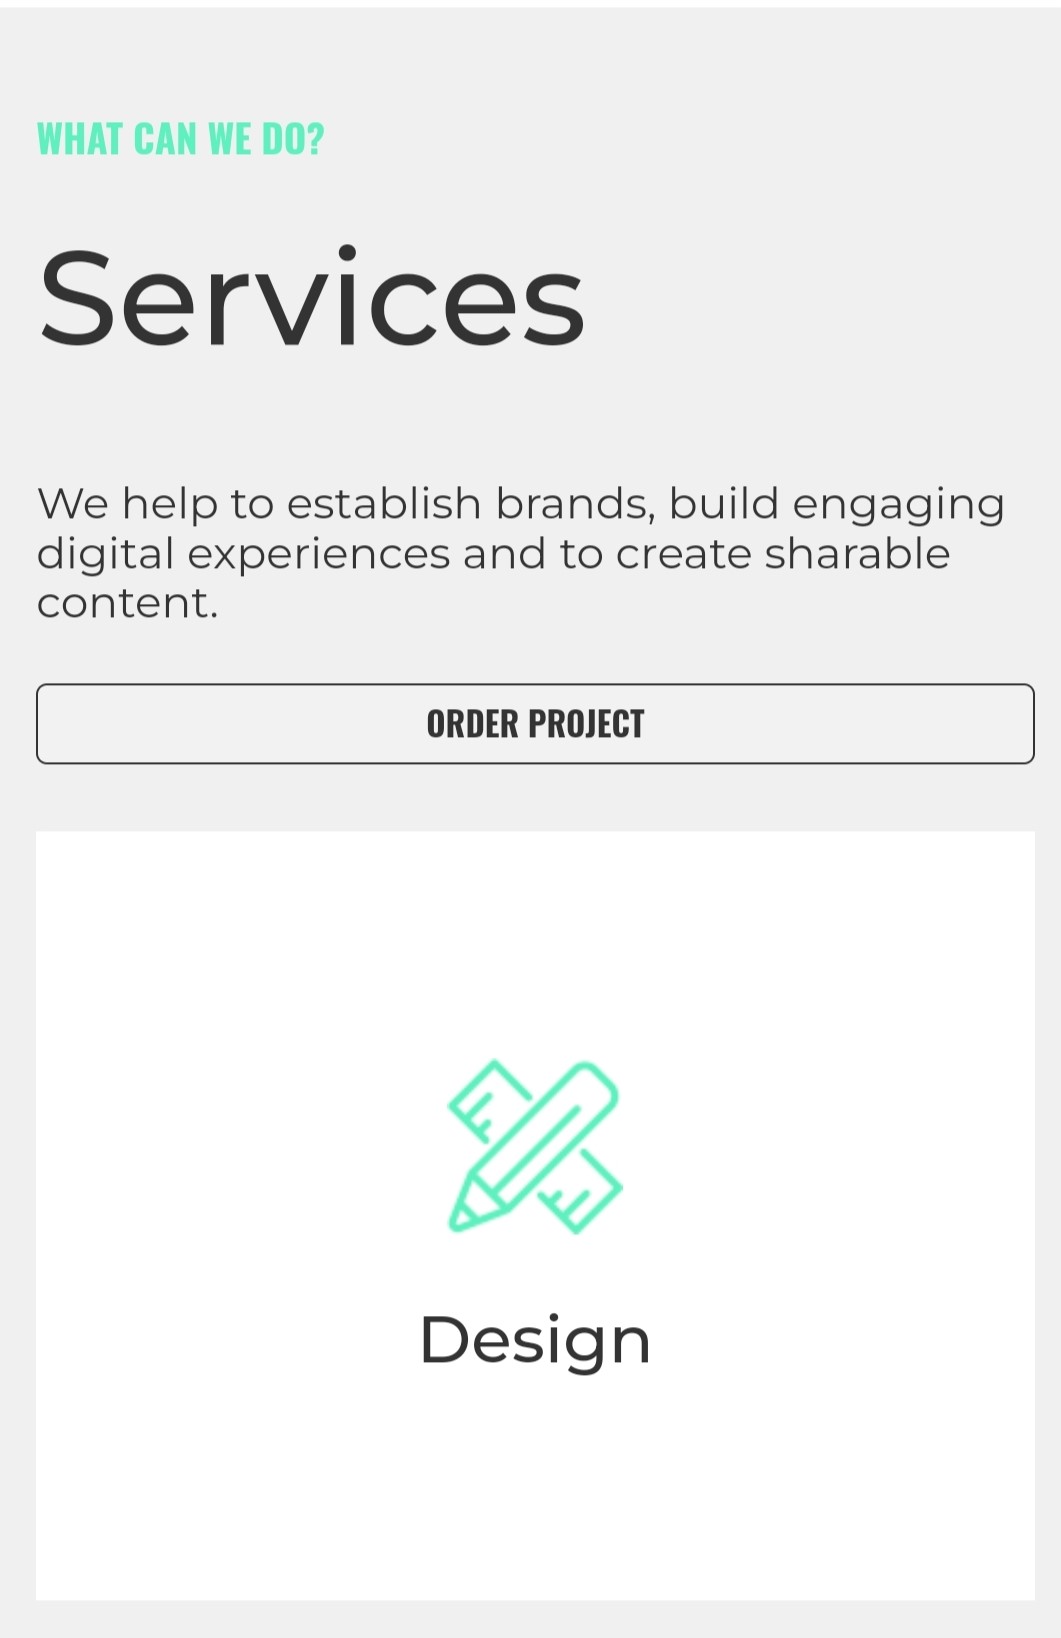 WHAT CAN WE DO?
Services
We help to establish brands, build engaging
digital experiences and to create sharable
content.
ORDER PROJECT
Design